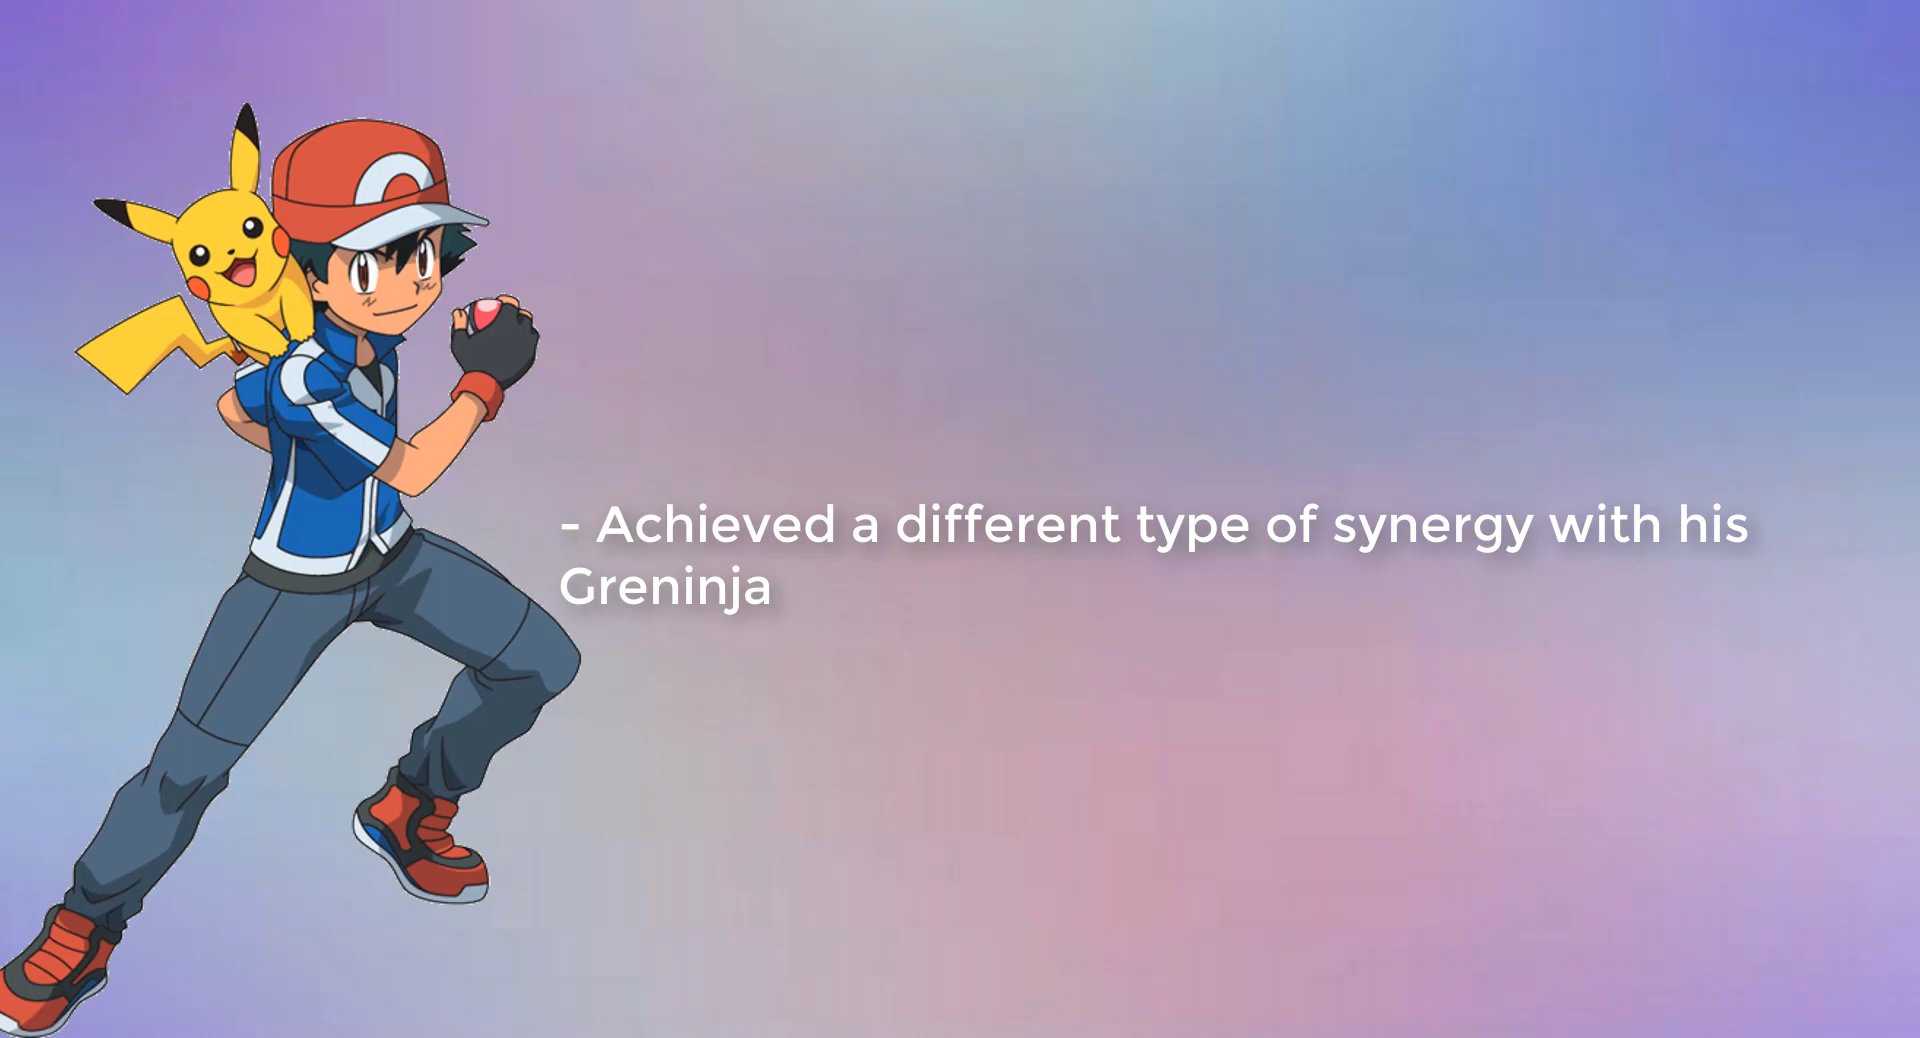 - Achieved a different type of synergy with his
Greninja